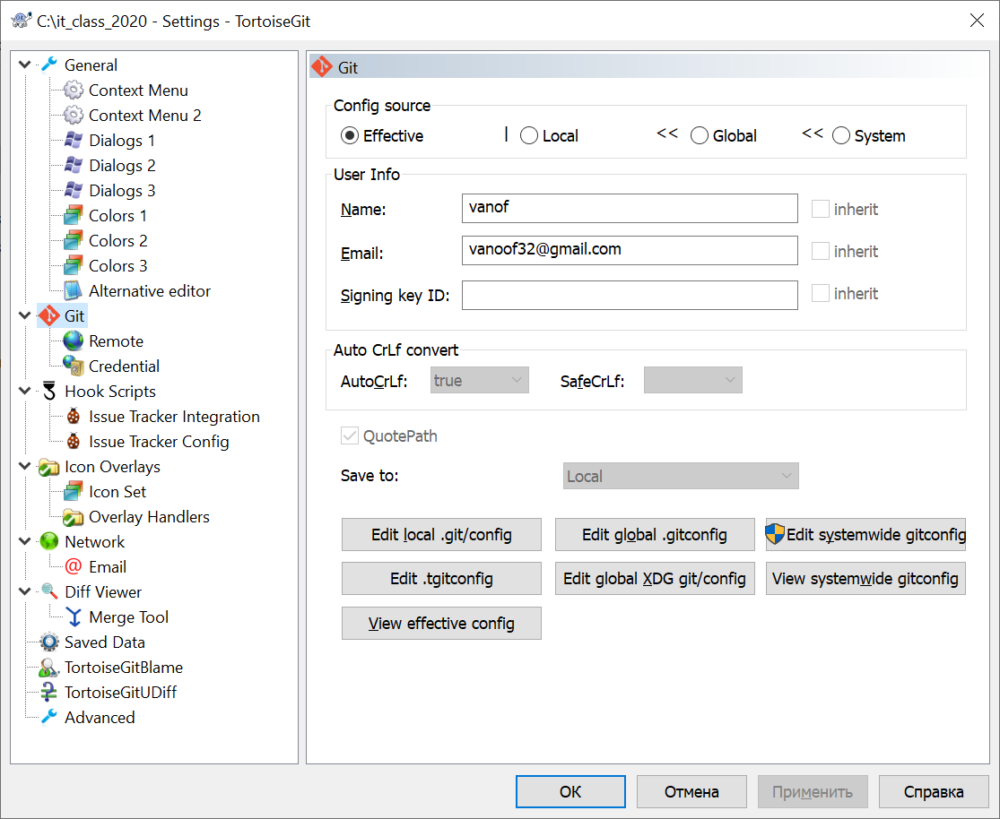 C:\it_class_2020 - Settings - TortoiseGit
General
Context Menu
Context Menu 2
Dialogs 1
Dialogs 2
Dialogs 3
Colors 1
Colors 2
Colors 3
Alternative editor
Git
Remote
Credential
Hook Scripts
Issue Tracker Integration
Issue Tracker Config
Icon Overlays
Icon Set
Overlay Handlers
Network
@ Email
Diff Viewer
Merge Tool
Saved Data
TortoiseGitBlame
TortoiseGitUDiff
Advanced
Git
Config source
Effective | Local << Global << System
User Info
Name: vanof inherit
Email: vanoof32@gmail.com inherit
Signing key ID: inherit
Auto CrLf convert
AutoCrLf: true SafeCrLf:
QuotePath
Save to: Local
Edit local .git/config Edit global .gitconfig Edit systemwide gitconfig
Edit .tgitconfig Edit global XDG git/config View systemwide gitconfig
View effective config
ОК Отмена Применить Справка